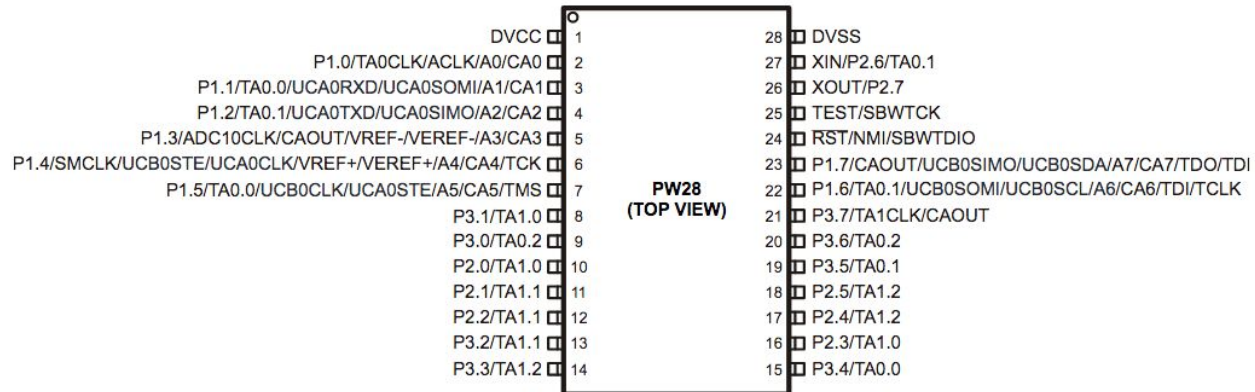 DVCC 1 28 DVSS
P1.0/TA0CLK/ACLK/A0/CA0 2 27 XIN/P2.6/TA0.1
P1.1/TA0.0/UCA0RXD/UCA0SOMI/A1/CA1 3 26 XOUT/P2.7
P1.2/TA0.1/UCA0TXD/UCA0SIMO/A2/CA2 4 25 TEST/SBWTCK
P1.3/ADC10CLK/CAOUT/VREF-/VEREF-/A3/CA3 5 24 RST/NMI/SBWTDIO
P1.4/SMCLK/UCB0STE/UCA0CLK/VREF+/VEREF+/A4/CA4/TCK 6 23 P1.7/CAOUT/UCB0SIMO/UCB0SDA/A7/CA7/TDO/TDI
P1.5/TA0.0/UCB0CLK/UCA0STE/A5/CA5/TMS 7 PW28 22 P1.6/TA0.1/UCB0SOMI/UCB0SCL/A6/CA6/TDI/TCLK
P3.1/TA1.0 8 (TOP VIEW) 21 P3.7/TA1CLK/CAOUT
P3.0/TA0.2 9 20 P3.6/TA0.2
P2.0/TA1.0 10 19 P3.5/TA0.1
P2.1/TA1.1 11 18 P2.5/TA1.2
P2.2/TA1.1 12 17 P2.4/TA1.2
P3.2/TA1.1 13 16 P2.3/TA1.0
P3.3/TA1.2 14 15 P3.4/TA0.0